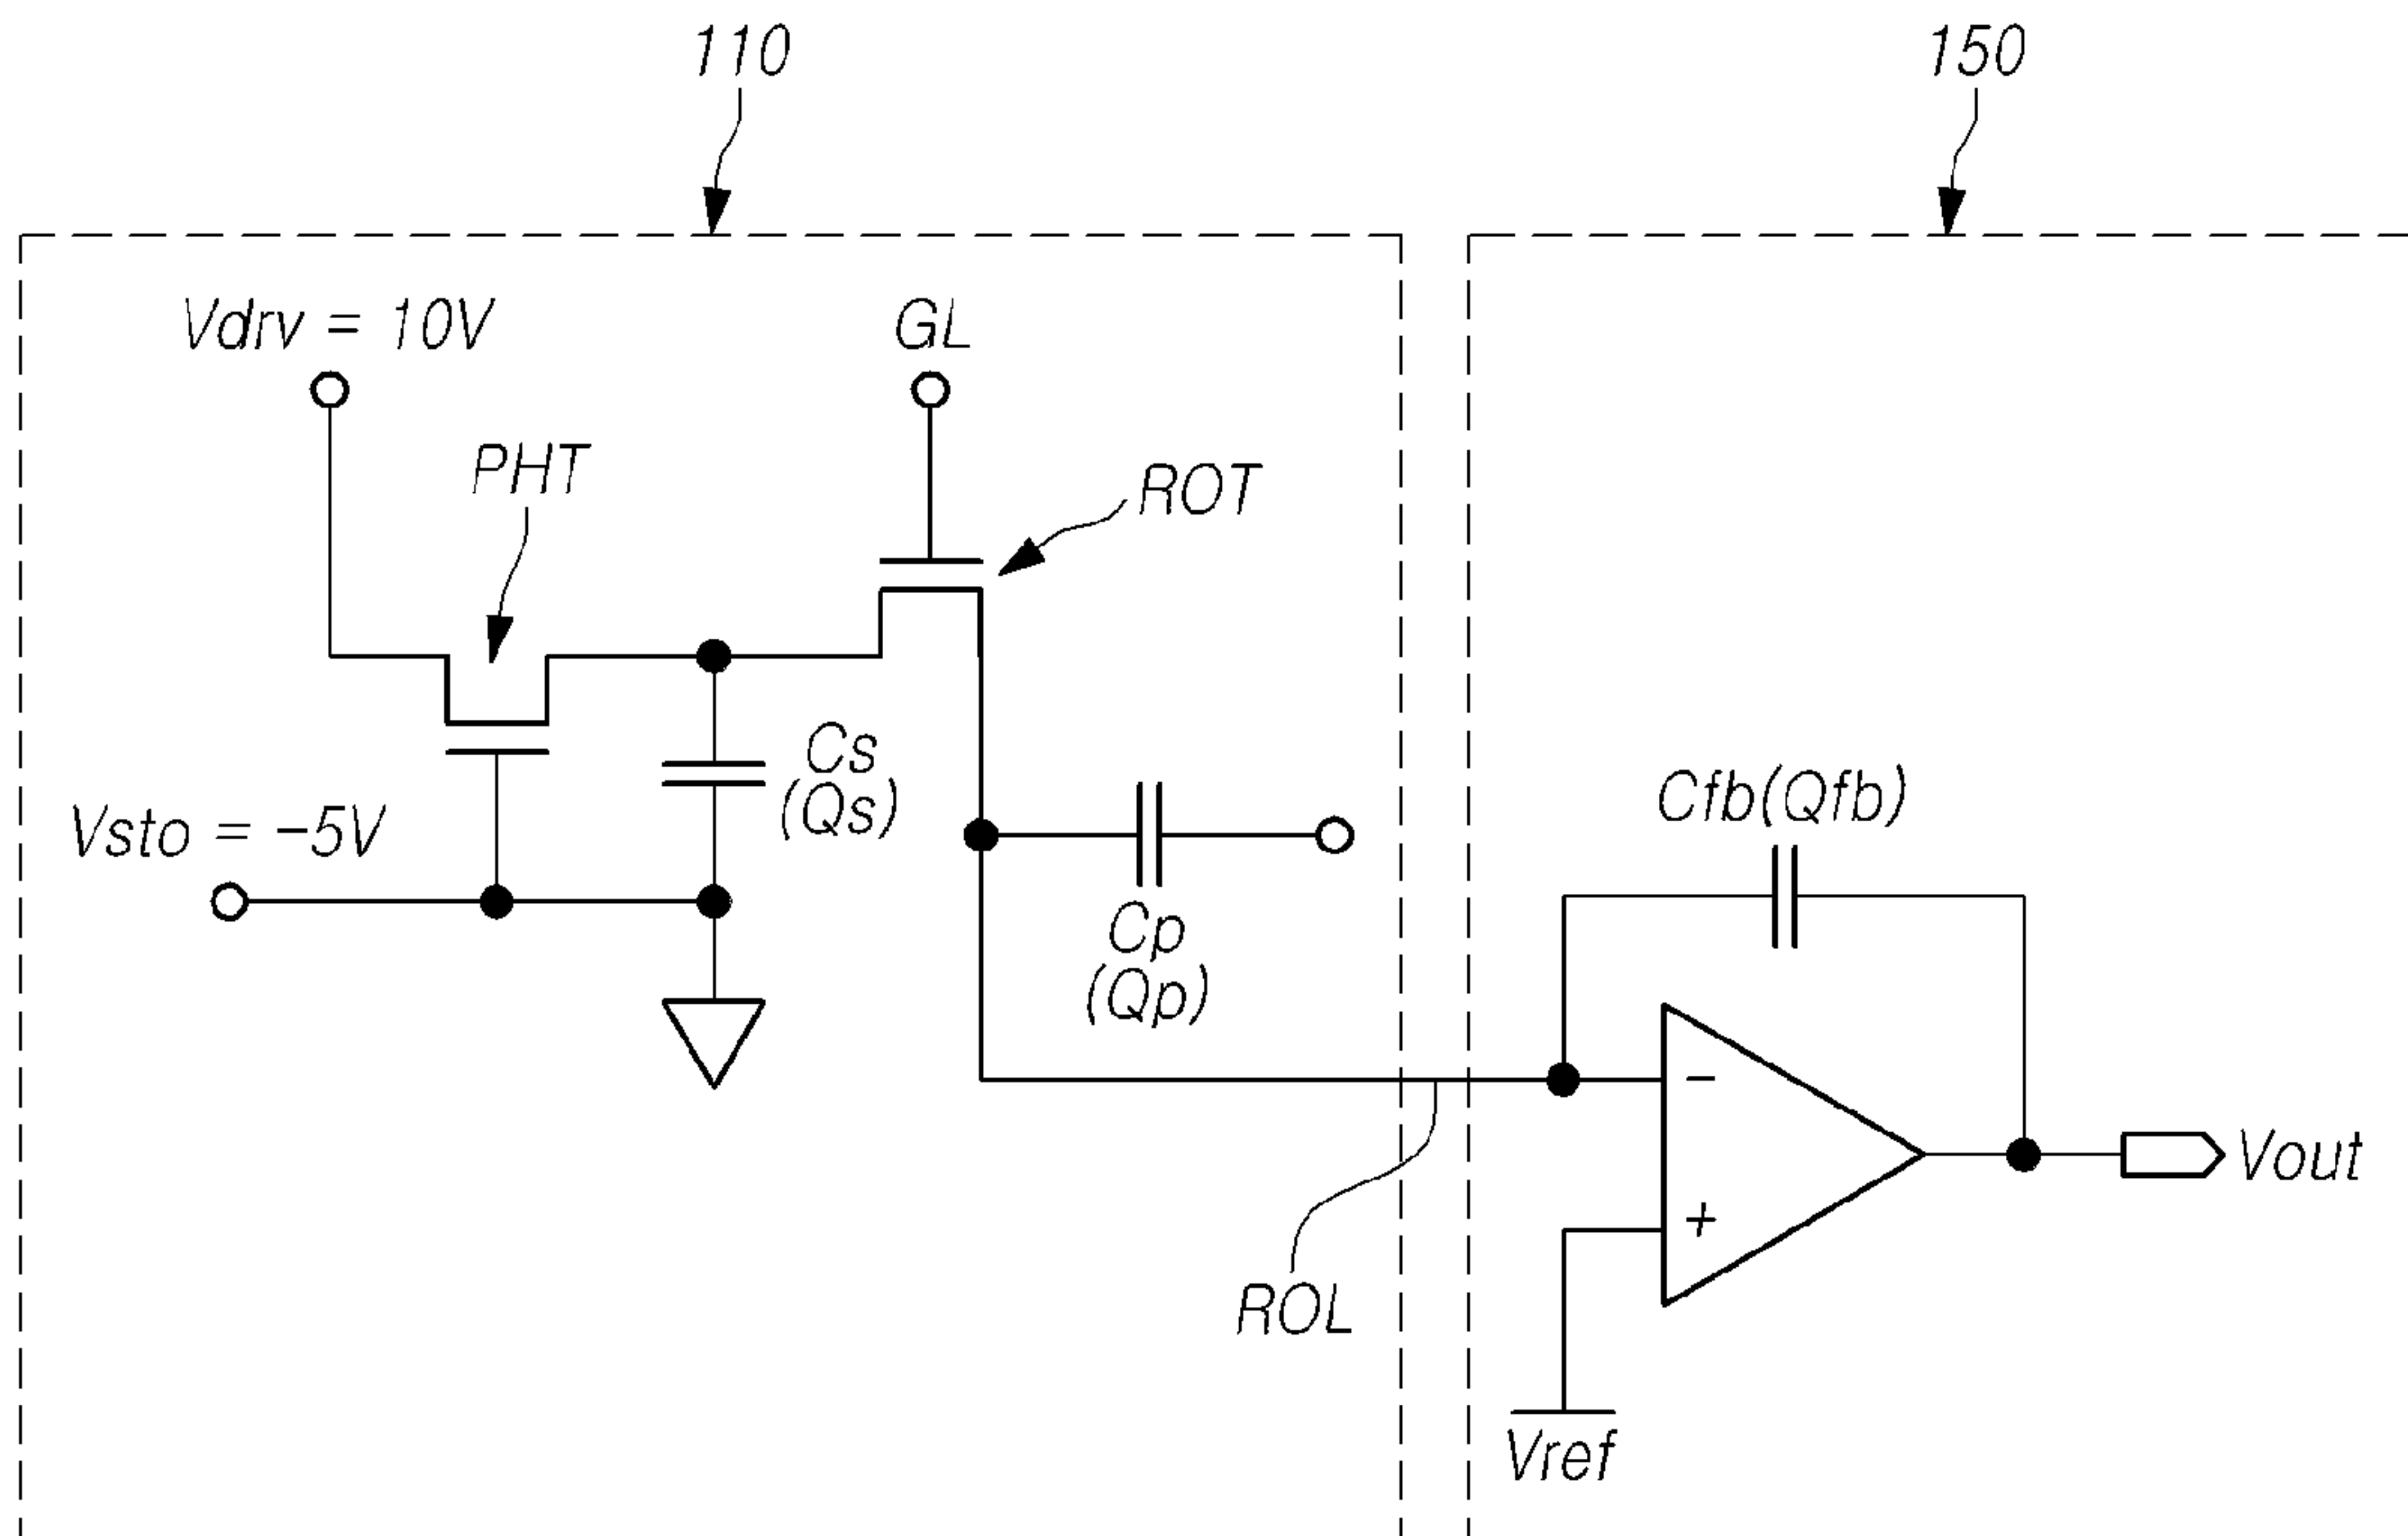 110
150
Vdrv = 10V
GL
PHT
ROT
Cs
(Qs)
Vsto = −5V
Cfb(Qfb)
Cp
(Qp)
−
+
Vout
ROL
Vref